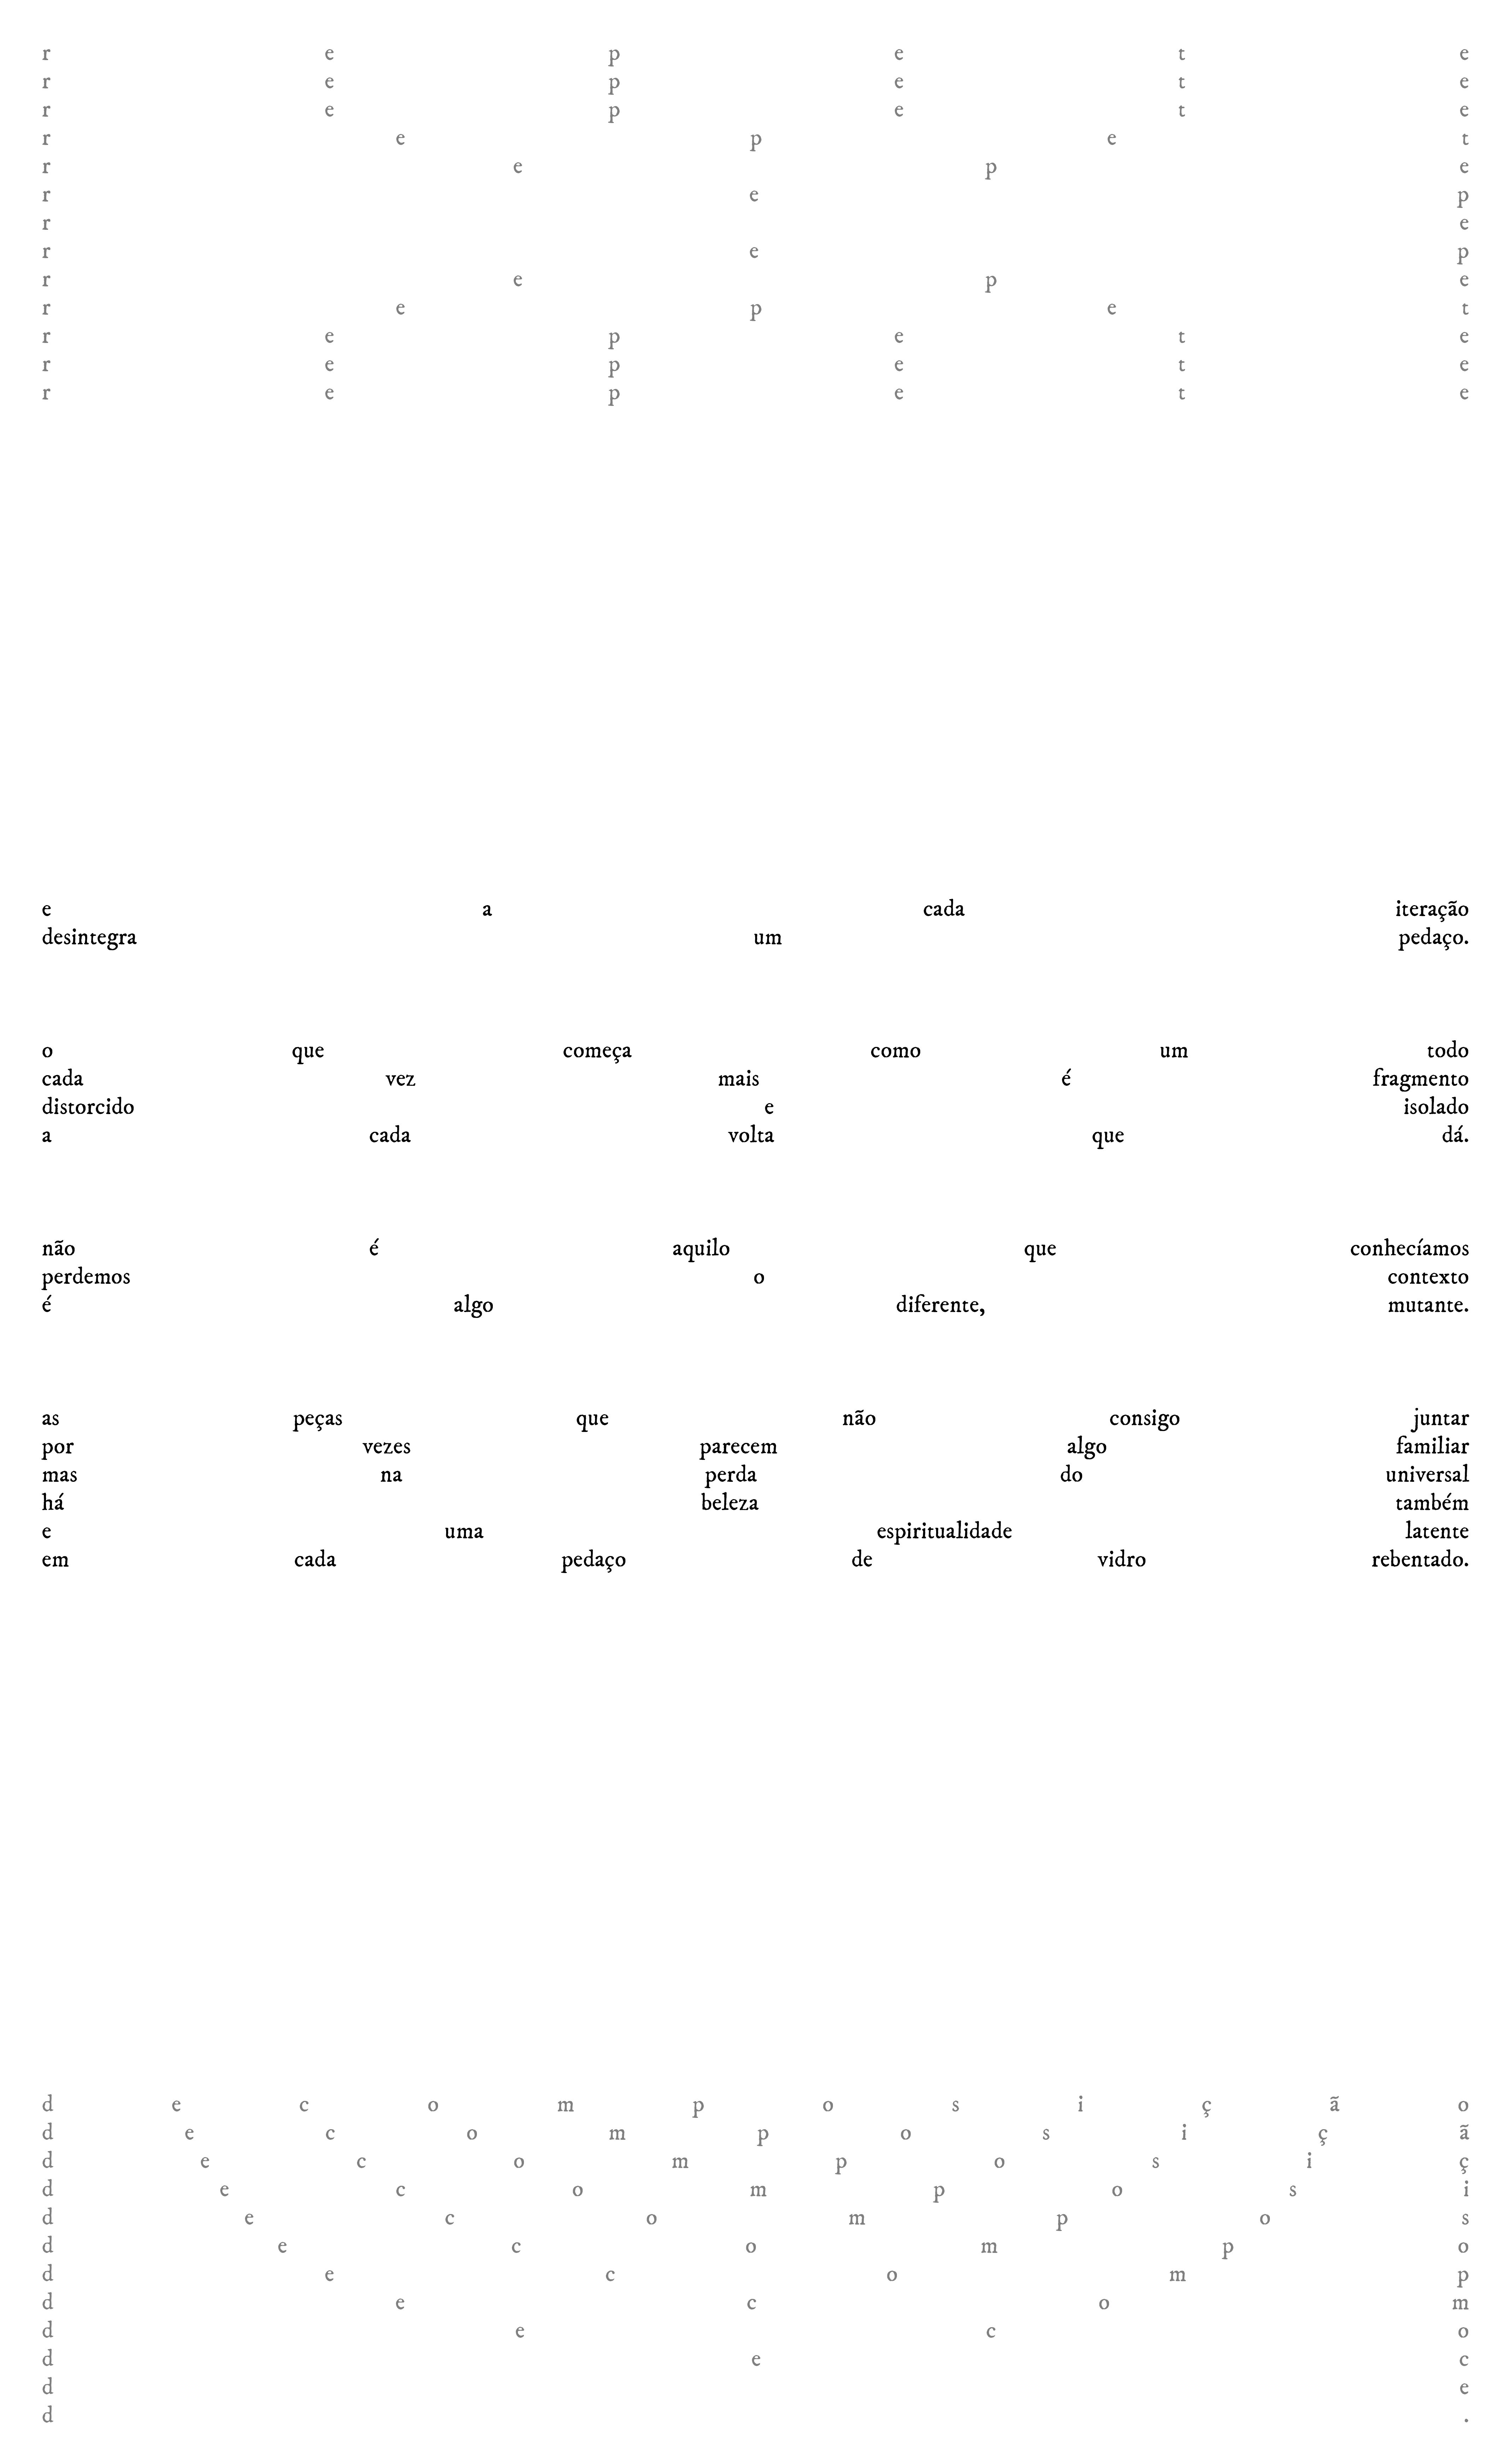 r e p e t e
r e p e t e
r e p e t e
r e p e t
r e p e
r e p
r e
r e p
r e p e
r e p e t
r e p e t e
r e p e t e
r e p e t e
e a cada iteração
desintegra um pedaço.
o que começa como um todo
cada vez mais é fragmento
distorcido e isolado
a cada volta que dá.
não é aquilo que conhecíamos
perdemos o contexto
é algo diferente, mutante.
as peças que não consigo juntar
por vezes parecem algo familiar
mas na perda do universal
há beleza também
e uma espiritualidade latente
em cada pedaço de vidro rebentado.
d e c o m p o s i ç ã o
d e c o m p o s i ç ã
d e c o m p o s i ç
d e c o m p o s i
d e c o m p o s
d e c o m p o
d e c o m p
d e c o m
d e c o
d e c
d e
d .